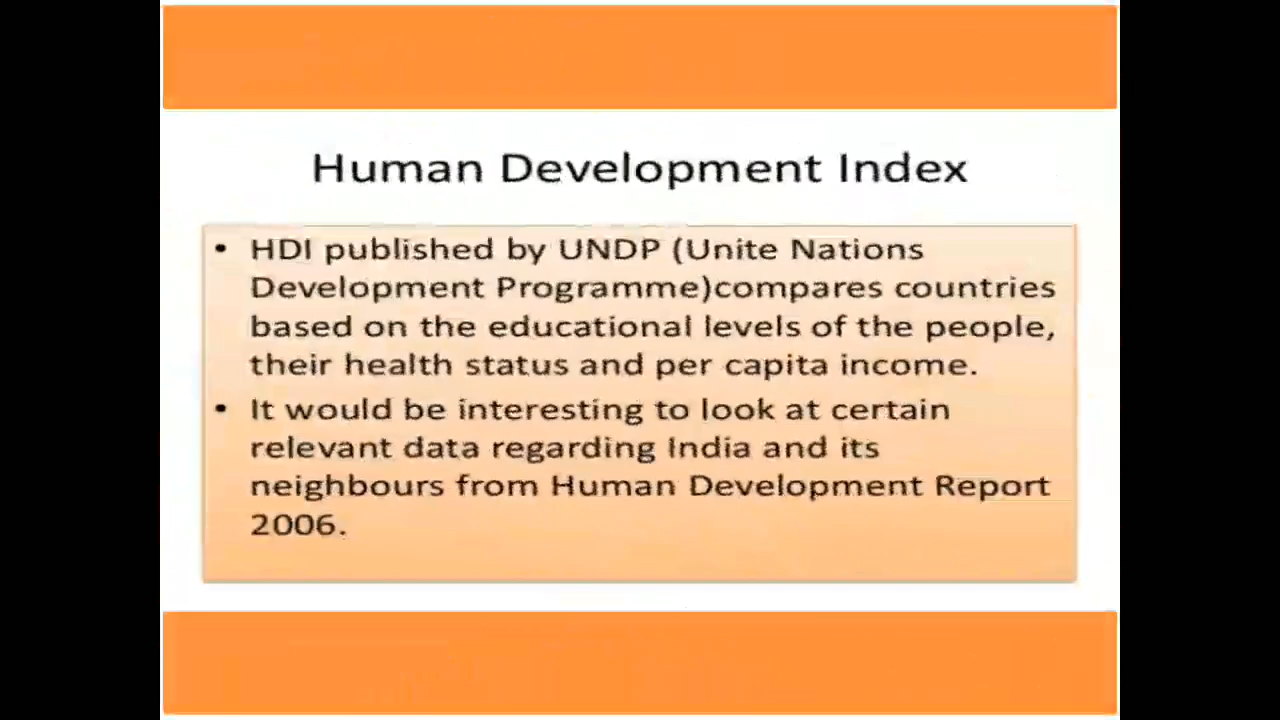 Human Development Index
• HDI published by UNDP (Unite Nations
Development Programme)compares countries
based on the educational levels of the people,
their health status and per capita income.
• It would be interesting to look at certain
relevant data regarding India and its
neighbours from Human Development Report
2006.